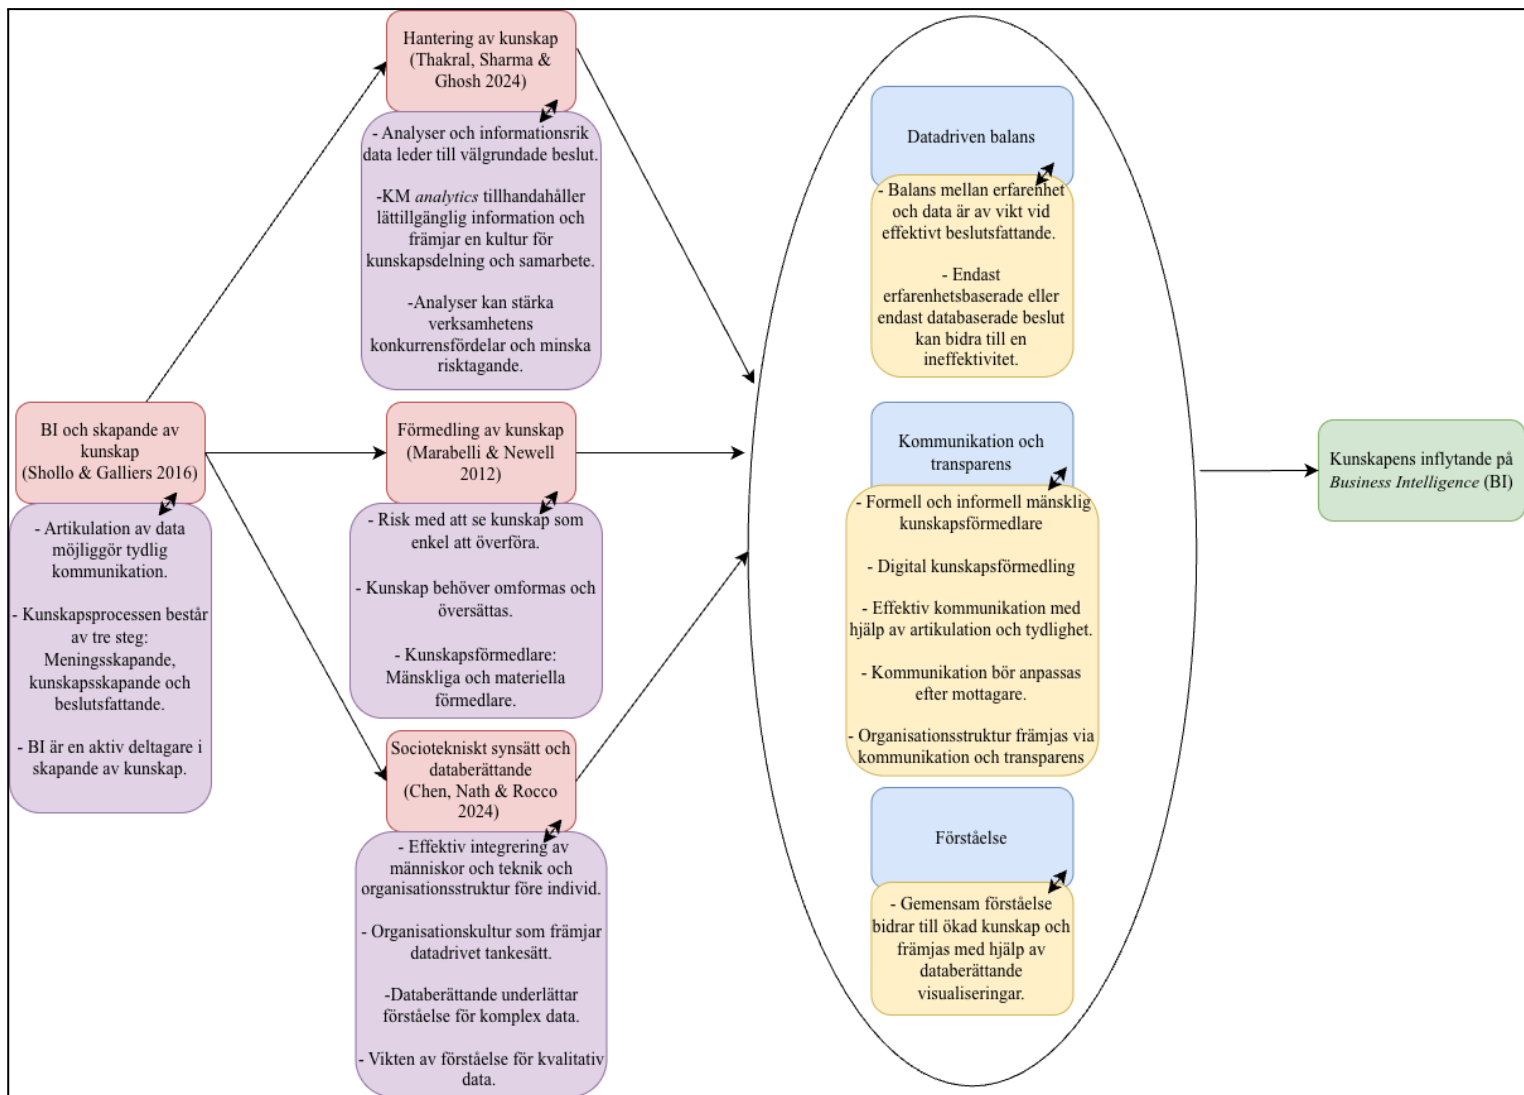 BI och skapande av
kunskap
(Shollo & Galliers 2016)
- Artikulation av data
möjliggör tydlig
kommunikation.
- Kunskapsprocessen består
av tre steg:
Meningsskapande,
kunskapsskapande och
beslutsfattande.
- BI är en aktiv deltagare i
skapande av kunskap.
Hantering av kunskap
(Thakral, Sharma &
Ghosh 2024)
- Analyser och informationsrik
data leder till välgrundade beslut.
-KM analytics tillhandahåller
lättillgänglig information och
främjar en kultur för
kunskapsdelning och samarbete.
-Analyser kan stärka
verksamhetens
konkurrensfördelar och minska
risktagande.
Förmedling av kunskap
(Marabelli & Newell
2012)
- Risk med att se kunskap som
enkel att överföra.
- Kunskap behöver omformas och
översättas.
- Kunskapsförmedlare:
Mänskliga och materiella
förmedlare.
Sociotekniskt synsätt och
databerättande
(Chen, Nath & Rocco
2024)
- Effektiv integrering av
människor och teknik och
organisationsstruktur före individ.
- Organisationskultur som främjar
datadrivet tankesätt.
-Databerättande underlättar
förståelse för komplex data.
- Vikten av förståelse för kvalitativ
data.
Datadriven balans
- Balans mellan erfarenhet
och data är av vikt vid
effektivt beslutsfattande.
- Endast
erfarenhetsbaserade eller
endast databaserade beslut
kan bidra till en
ineffektivitet.
Kommunikation och
transparens
- Formell och informell mänsklig
kunskapsförmedlare
- Digital kunskapsförmedling
- Effektiv kommunikation med
hjälp av artikulation och tydlighet.
- Kommunikation bör anpassas
efter mottagare.
- Organisationsstruktur främjas via
kommunikation och transparens
Förståelse
- Gemensam förståelse
bidrar till ökad kunskap och
främjas med hjälp av
databerättande
visualiseringar.
Kunskapens inflytande på
Business Intelligence (BI)